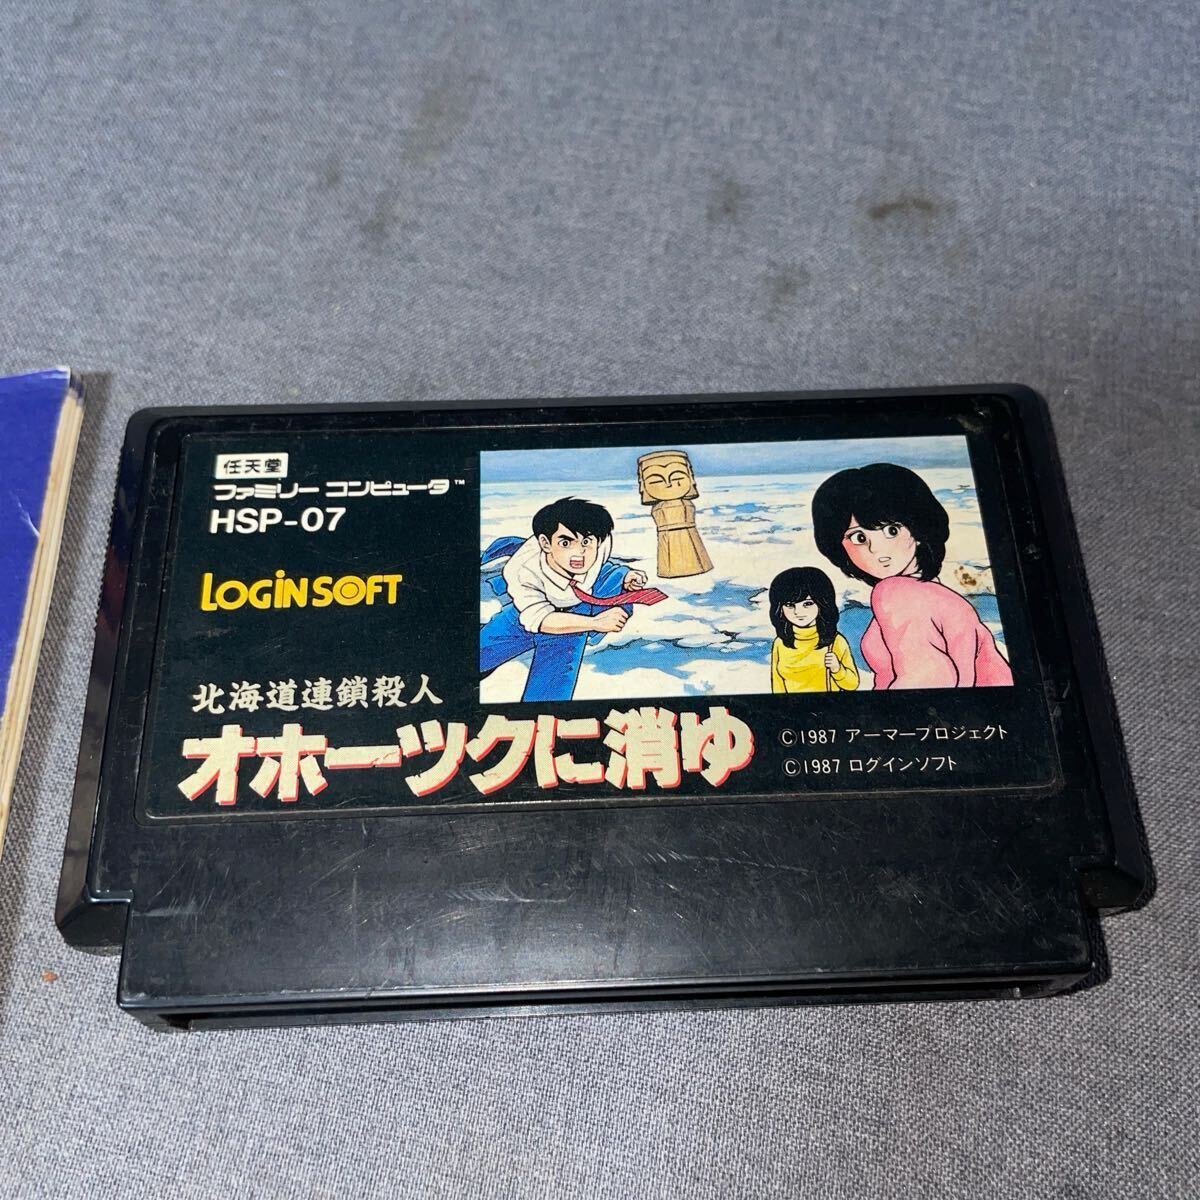 任天堂
ファミリーコンピュータ™
HSP-07
LOGiN SOFT
北海道連鎖殺人
オホーツクに消ゆ
©1987 アーマープロジェクト
©1987 ログインソフト